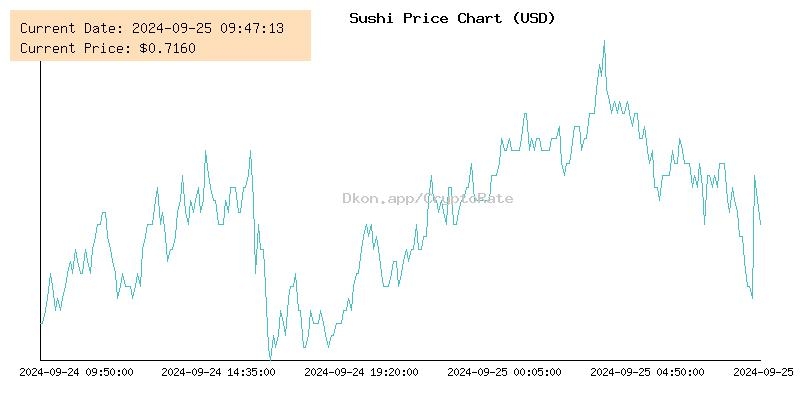 Sushi Price Chart (USD)
Current Date: 2024-09-25 09:47:13
Current Price: $0.7160
Dkon.app/CryptoRate
2024-09-24 09:50:00 2024-09-24 14:35:00 2024-09-24 19:20:00 2024-09-25 00:05:00 2024-09-25 04:50:00 2024-09-25